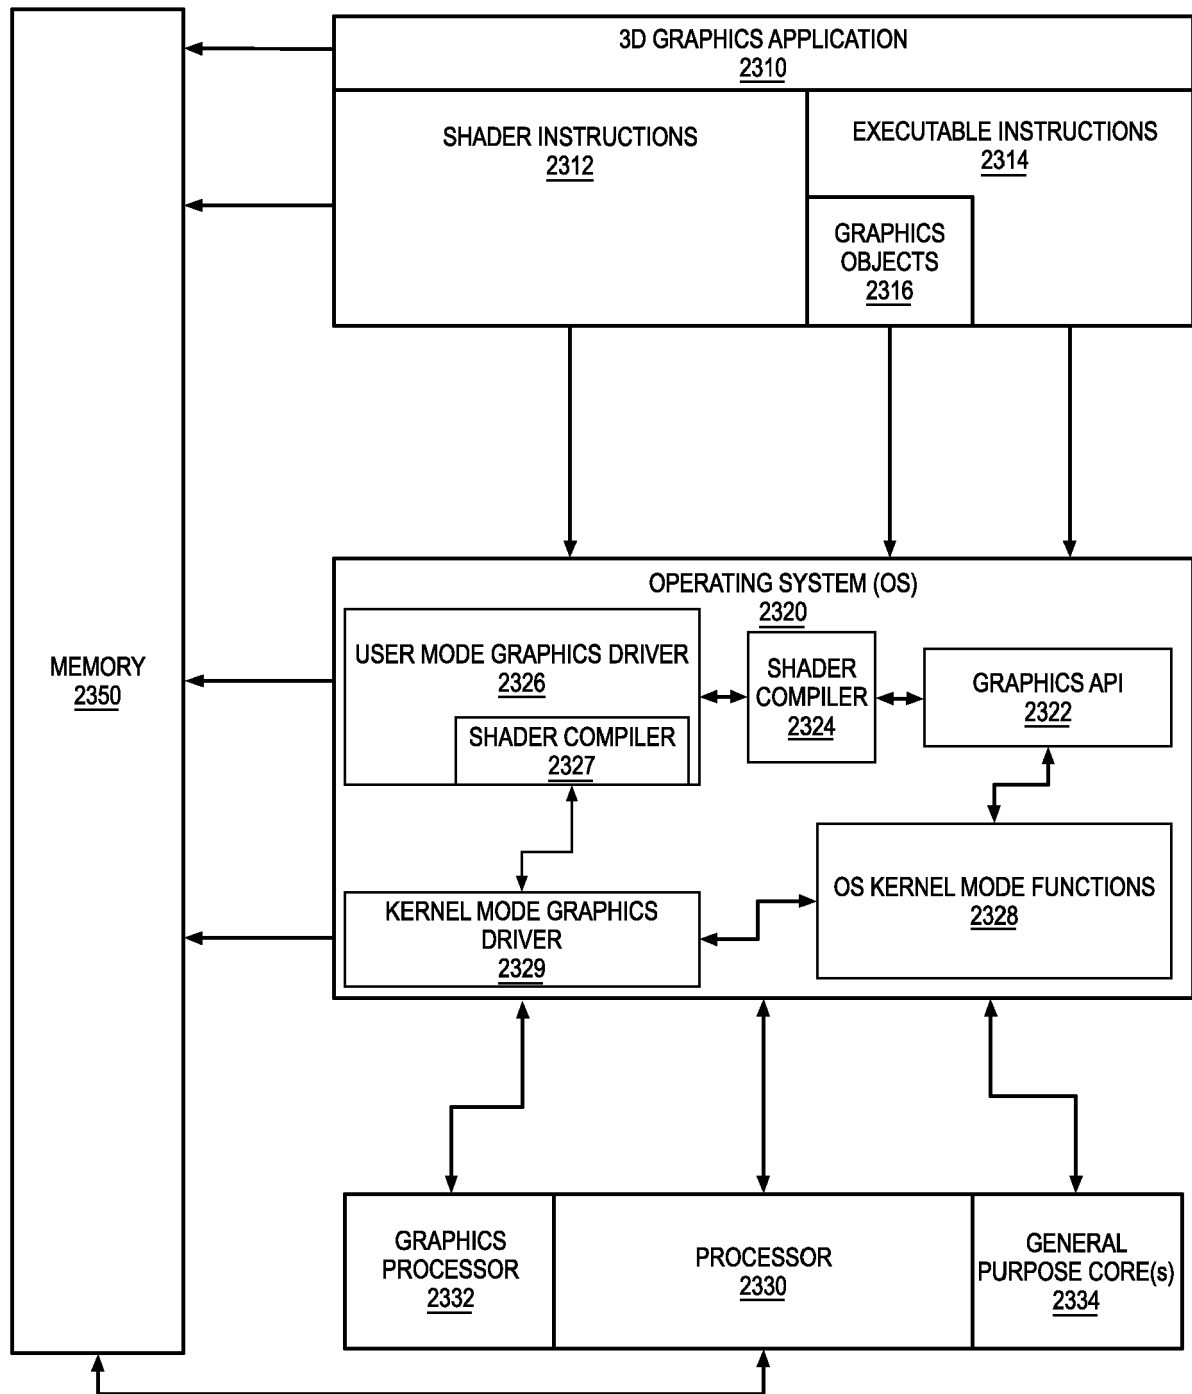 3D GRAPHICS APPLICATION
2310
SHADER INSTRUCTIONS
2312
EXECUTABLE INSTRUCTIONS
2314
GRAPHICS
OBJECTS
2316
MEMORY
2350
OPERATING SYSTEM (OS)
2320
USER MODE GRAPHICS DRIVER
2326
SHADER COMPILER
2327
SHADER
COMPILER
2324
GRAPHICS API
2322
KERNEL MODE GRAPHICS
DRIVER
2329
OS KERNEL MODE FUNCTIONS
2328
GRAPHICS
PROCESSOR
2332
PROCESSOR
2330
GENERAL
PURPOSE CORE(s)
2334